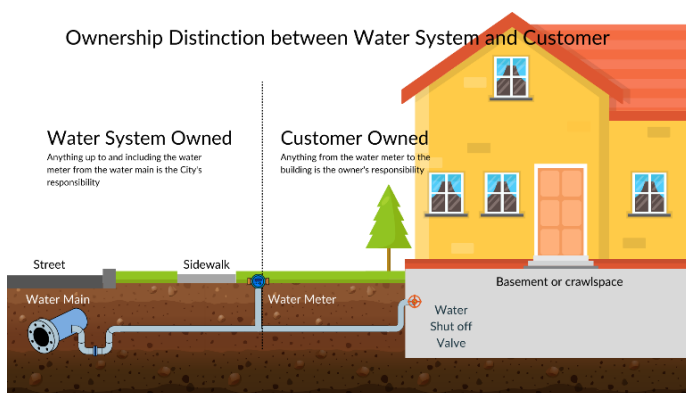 Ownership Distinction between Water System and Customer
Water System Owned
Anything up to and including the water
meter from the water main is the City's
responsibility
Customer Owned
Anything from the water meter to the
building is the owner's responsibility
Street
Sidewalk
Water Main
Water Meter
Basement or crawlspace
Water
Shut off
Valve